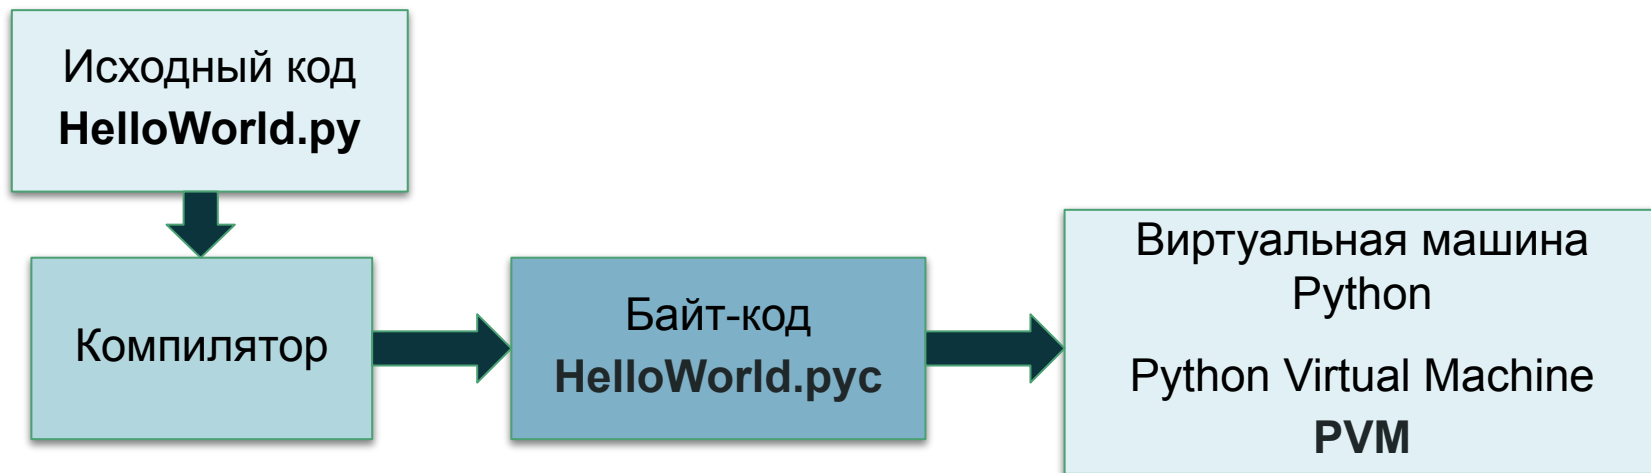 Исходный код
HelloWorld.py
Компилятор
Байт-код
HelloWorld.pyc
Виртуальная машина
Python
Python Virtual Machine
PVM